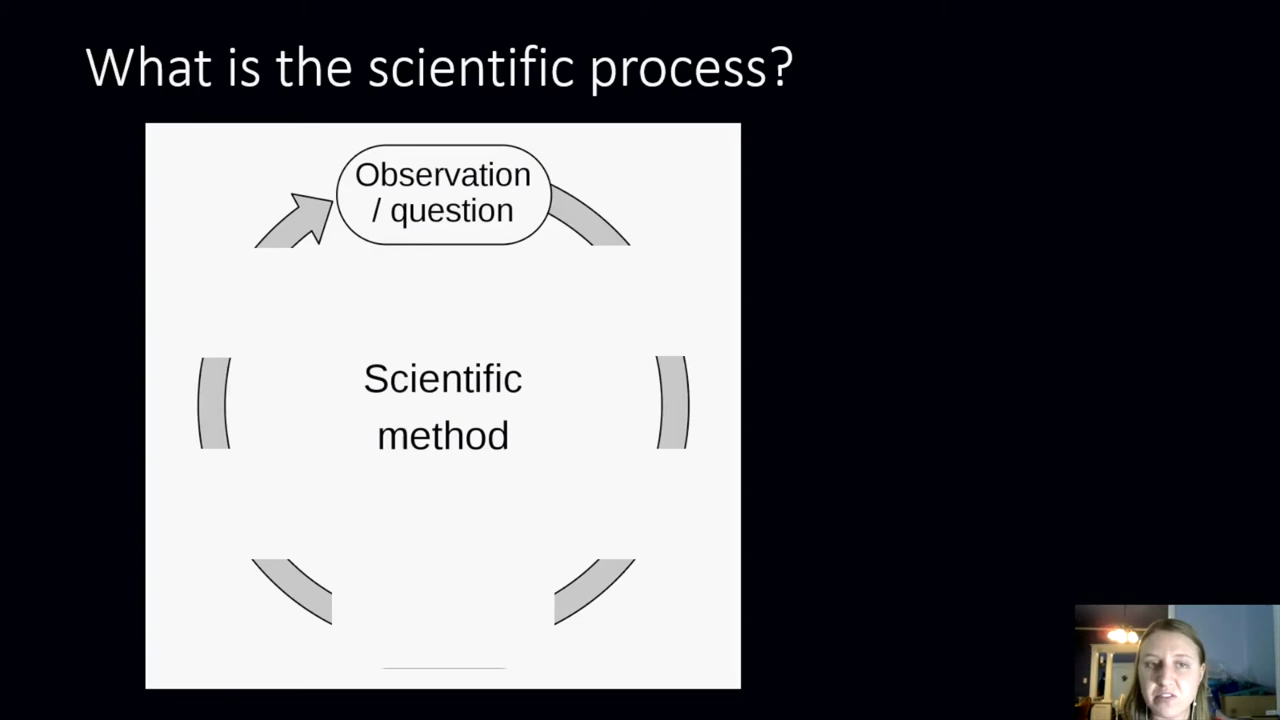 What is the scientific process?
Observation
/ question
Scientific
method